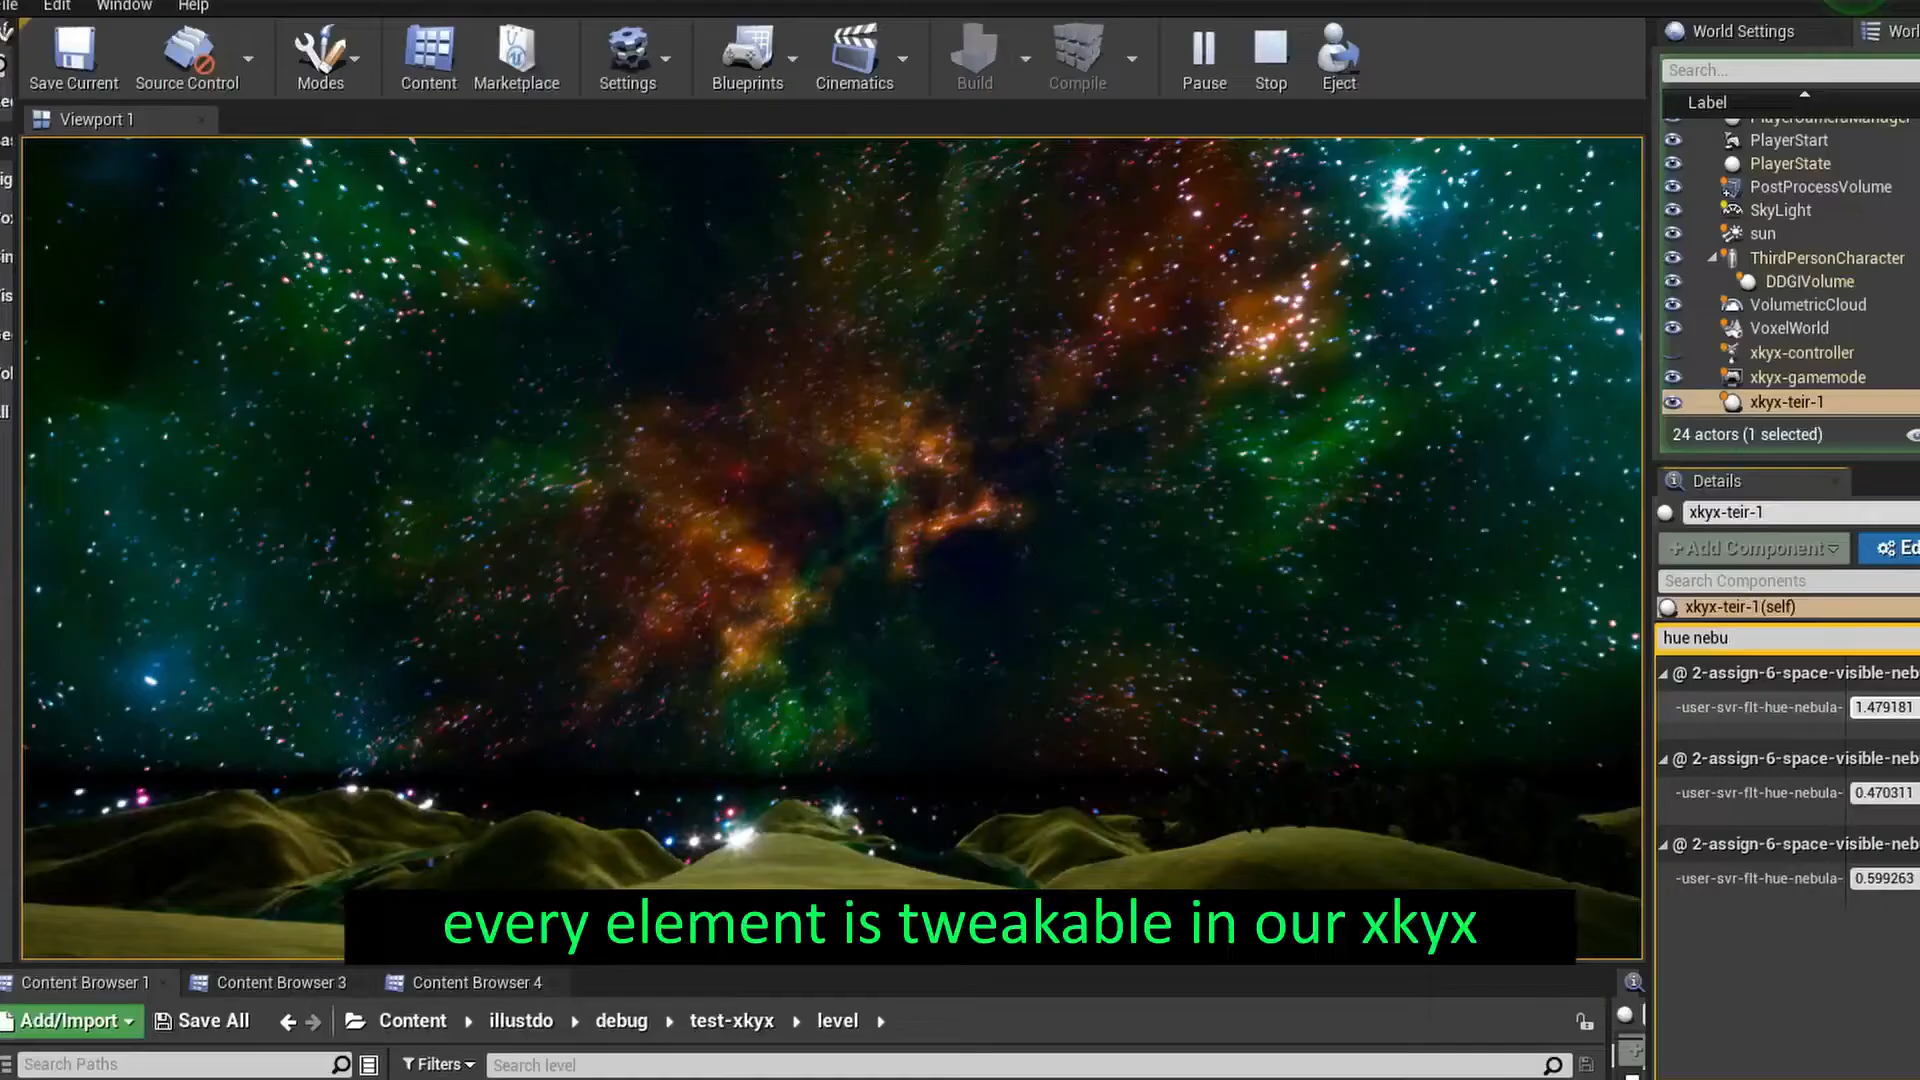 Edit Window Help
Save Current
Source Control
Modes
Content
Marketplace
Settings
Blueprints
Cinematics
Build
Compile
Pause
Stop
Eject
Viewport 1
World Settings
Search...
Label
PlayerCameraManager
PlayerStart
PlayerState
PostProcessVolume
SkyLight
sun
ThirdPersonCharacter
DDGIVolume
VolumetricCloud
VoxelWorld
xkyx-controller
xkyx-gamemode
xkyx-teir-1
24 actors (1 selected)
Details
xkyx-teir-1
+Add Component
Search Components
xkyx-teir-1(self)
hue nebu
@ 2-assign-6-space-visible-neb
-user-svr-flt-hue-nebula- 1.479181
@ 2-assign-6-space-visible-neb
-user-svr-flt-hue-nebula- 0.470311
@ 2-assign-6-space-visible-neb
-user-svr-flt-hue-nebula- 0.599263
every element is tweakable in our xkyx
Content Browser 1
Content Browser 3
Content Browser 4
Add/Import
Save All
Content
illustdo
debug
test-xkyx
level
Search Paths
Filters
Search level